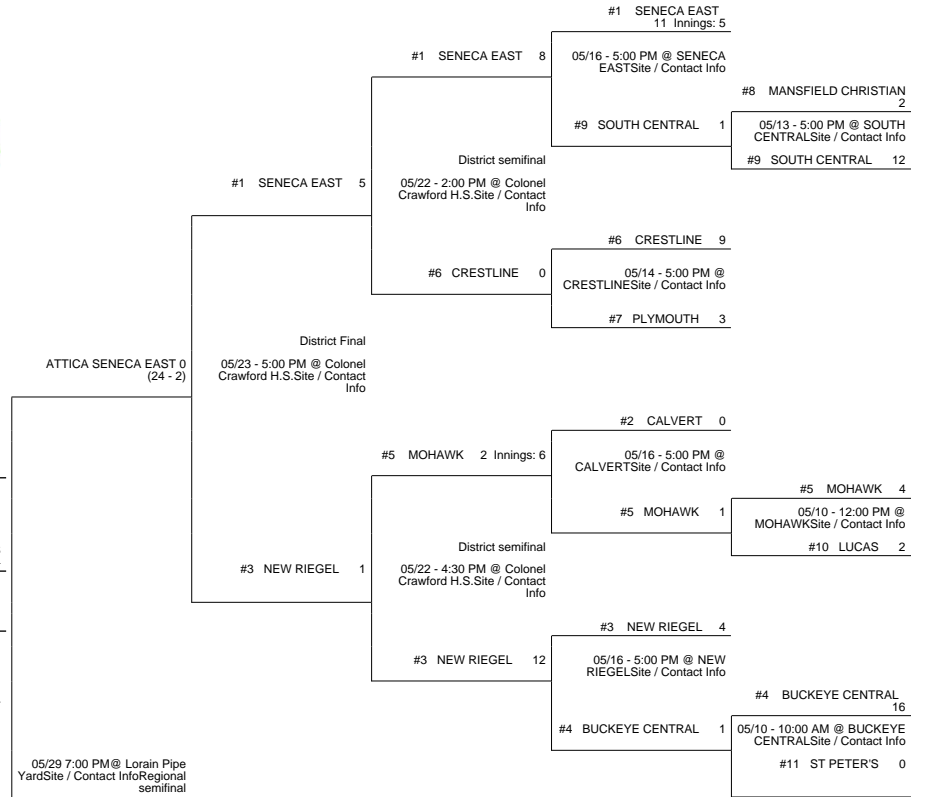 #1 SENECA EAST
11 Innings: 5
#1 SENECA EAST 8
05/16 - 5:00 PM @ SENECA
EASTSite / Contact Info
#8 MANSFIELD CHRISTIAN
2
#9 SOUTH CENTRAL 1
05/13 - 5:00 PM @ SOUTH
CENTRALSite / Contact Info
#9 SOUTH CENTRAL 12
District semifinal
#1 SENECA EAST 5
05/22 - 2:00 PM @ Colonel
Crawford H.S.Site / Contact
Info
#6 CRESTLINE 9
#6 CRESTLINE 0
05/14 - 5:00 PM @
CRESTLINESite / Contact Info
#7 PLYMOUTH 3
District Final
ATTICA SENECA EAST 0
(24 - 2)
05/23 - 5:00 PM @ Colonel
Crawford H.S.Site / Contact
Info
#2 CALVERT 0
#5 MOHAWK 2 Innings: 6
05/16 - 5:00 PM @
CALVERTSite / Contact Info
#5 MOHAWK 4
#5 MOHAWK 1
05/10 - 12:00 PM @
MOHAWKSite / Contact Info
#10 LUCAS 2
District semifinal
#3 NEW RIEGEL 1
05/22 - 4:30 PM @ Colonel
Crawford H.S.Site / Contact
Info
#3 NEW RIEGEL 4
#3 NEW RIEGEL 12
05/16 - 5:00 PM @ NEW
RIEGELSite / Contact Info
#4 BUCKEYE CENTRAL
16
#4 BUCKEYE CENTRAL 1
05/10 - 10:00 AM @ BUCKEYE
CENTRALSite / Contact Info
#11 ST PETER'S 0
05/29 7:00 PM@ Lorain Pipe
YardSite / Contact InfoRegional
semifinal